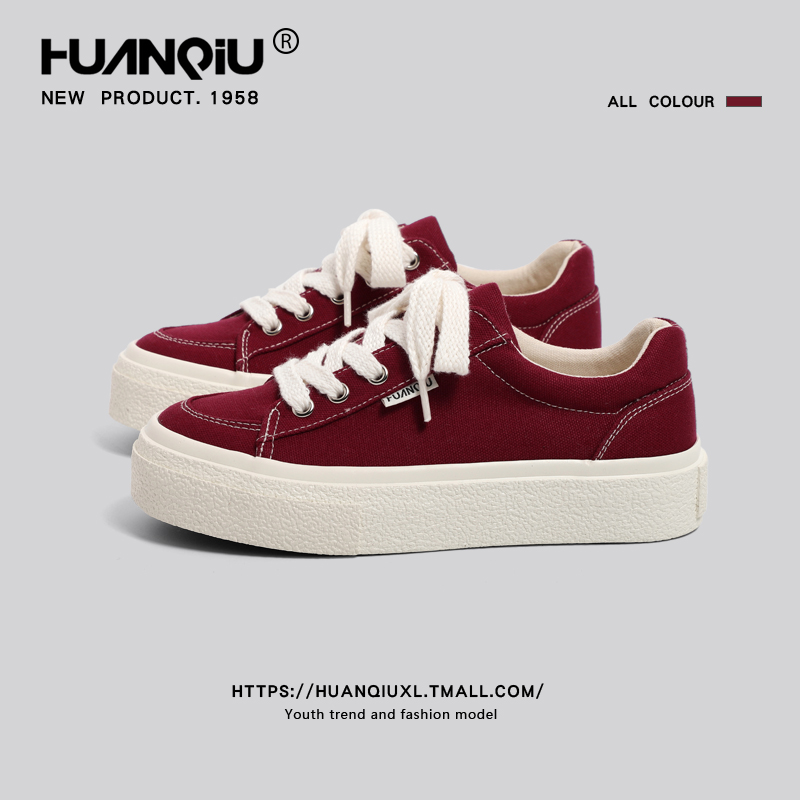 HUANQiU®
NEW PRODUCT. 1958
ALL COLOUR
HUANQIU
HTTPS://HUANQIUXL.TMALL.COM/
Youth trend and fashion model